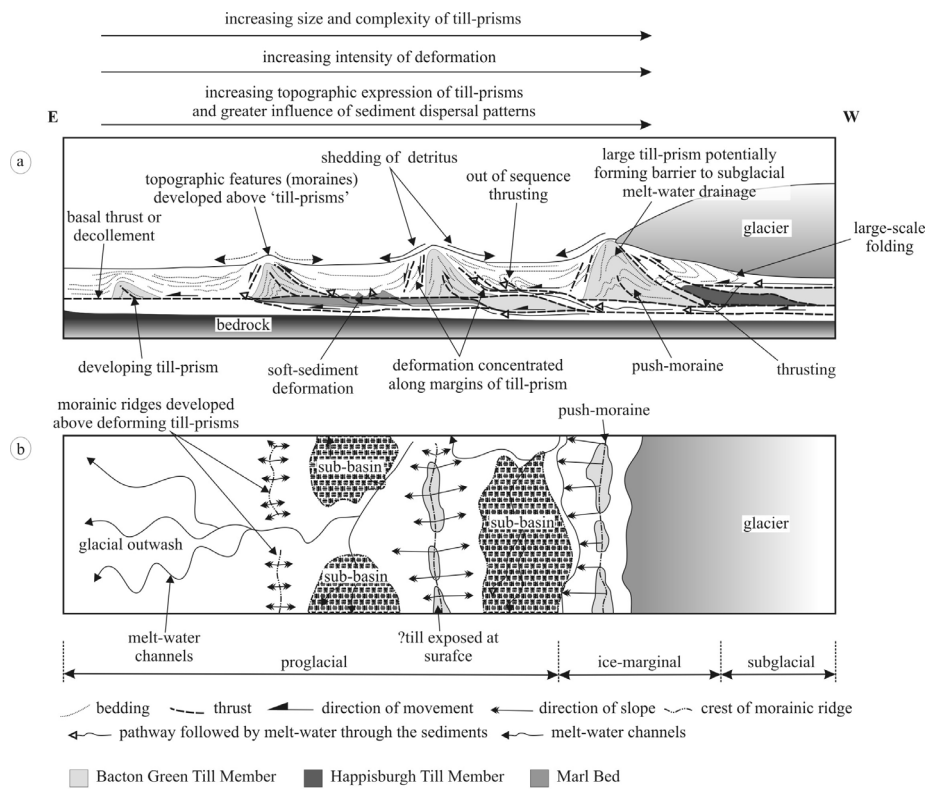 increasing size and complexity of till-prisms
increasing intensity of deformation
increasing topographic expression of till-prisms
and greater influence of sediment dispersal patterns
E
W
a
shedding of detritus
topographic features (moraines)
developed above ‘till-prisms’
out of sequence
thrusting
large till-prism potentially
forming barrier to subglacial
melt-water drainage
basal thrust or
decollement
glacier
large-scale
folding
bedrock
developing till-prism
soft-sediment
deformation
deformation concentrated
along margins of till-prism
push-moraine
thrusting
morainic ridges developed
above deforming till-prisms
push-moraine
b
sub-basin
sub-basin
glacier
glacial outwash
sub-basin
melt-water
channels
?till exposed at
surafce
proglacial
ice-marginal
subglacial
bedding
thrust
direction of movement
direction of slope
crest of morainic ridge
pathway followed by melt-water through the sediments
melt-water channels
Bacton Green Till Member
Happisburgh Till Member
Marl Bed